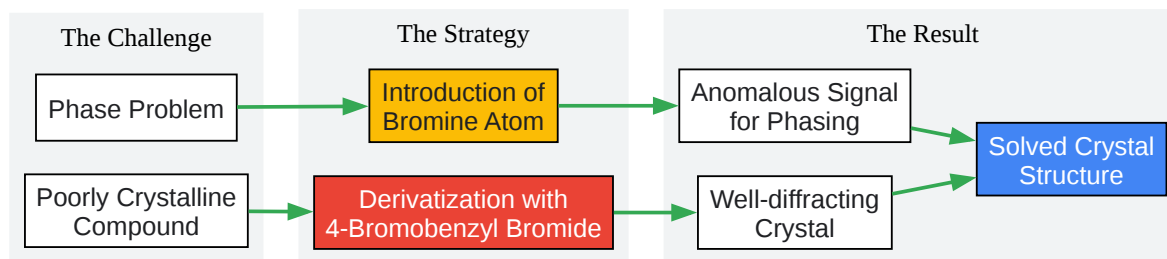 The Challenge
Phase Problem
Poorly Crystalline
Compound
The Strategy
Introduction of
Bromine Atom
Derivatization with
4-Bromobenzyl Bromide
The Result
Anomalous Signal
for Phasing
Well-diffracting
Crystal
Solved Crystal
Structure